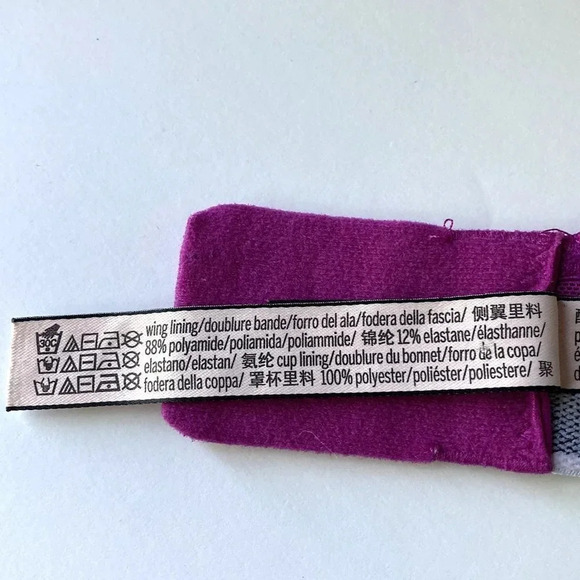 30C
wing lining/doublure bande/forro del ala/fodera della fascia/ 侧翼里料
88% polyamide/poliamida/poliammide/ 锦纶 12% elastane/élasthanne/
elastano/elastan/ 氨纶 cup lining/doublure du bonnet/forro de la copa/
fodera della coppa/ 罩杯里料 100% polyester/poliéster/poliestere/ 聚